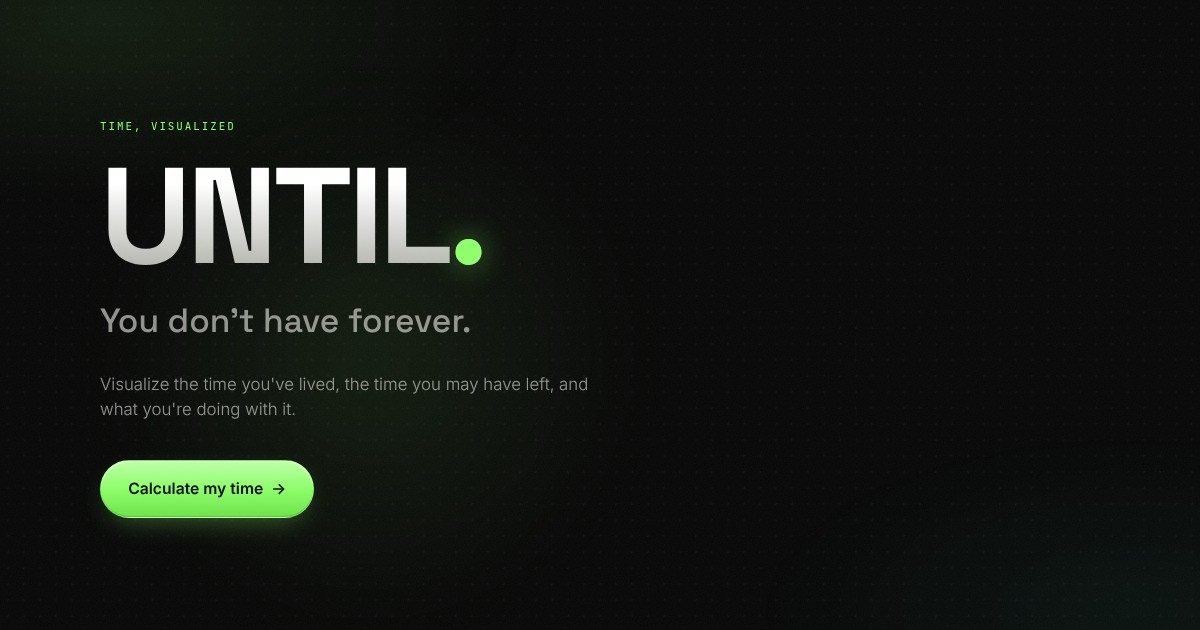 TIME, VISUALIZED
UNTIL.
You don’t have forever.
Visualize the time you've lived, the time you may have left, and
what you're doing with it.
Calculate my time →